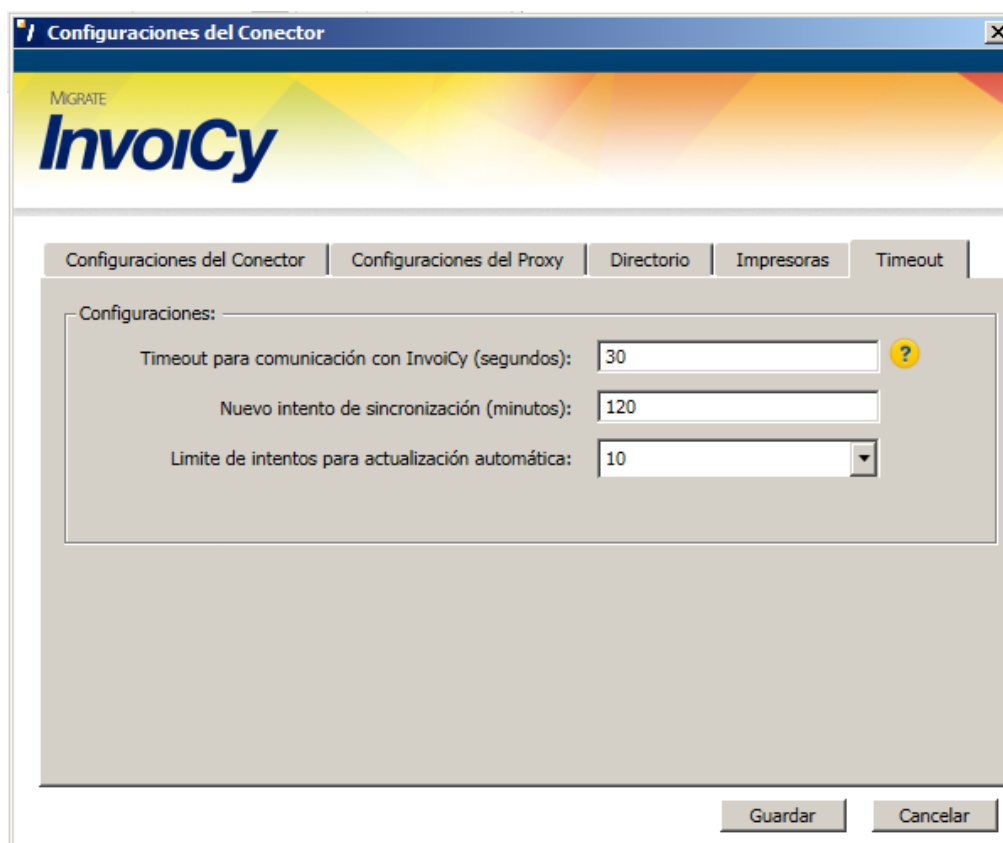 Configuraciones del Conector
MIGRATE
InvoiCy
Configuraciones del Conector Configuraciones del Proxy Directorio Impresoras Timeout
Configuraciones:
Timeout para comunicación con InvoiCy (segundos): 30 ?
Nuevo intento de sincronización (minutos): 120
Limite de intentos para actualización automática: 10
Guardar Cancelar